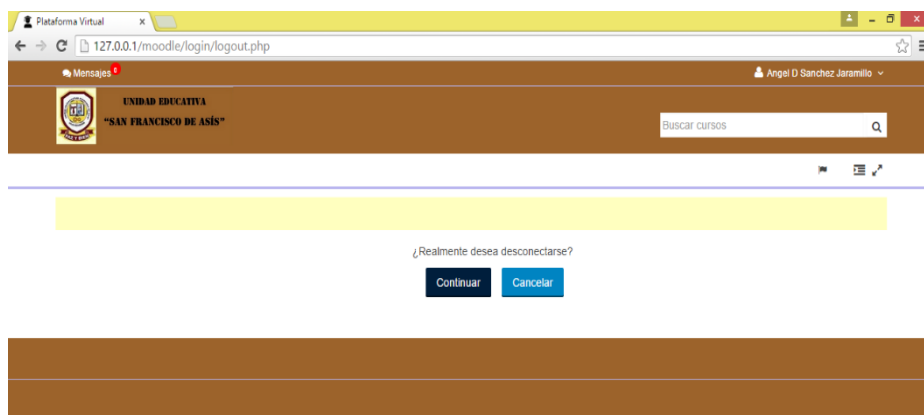 Plataforma Virtual
127.0.0.1/moodle/login/logout.php
Mensajes
Angel D Sanchez Jaramillo
UNIDAD EDUCATIVA
“SAN FRANCISCO DE ASÍS”
Buscar cursos
¿Realmente desea desconectarse?
Continuar Cancelar